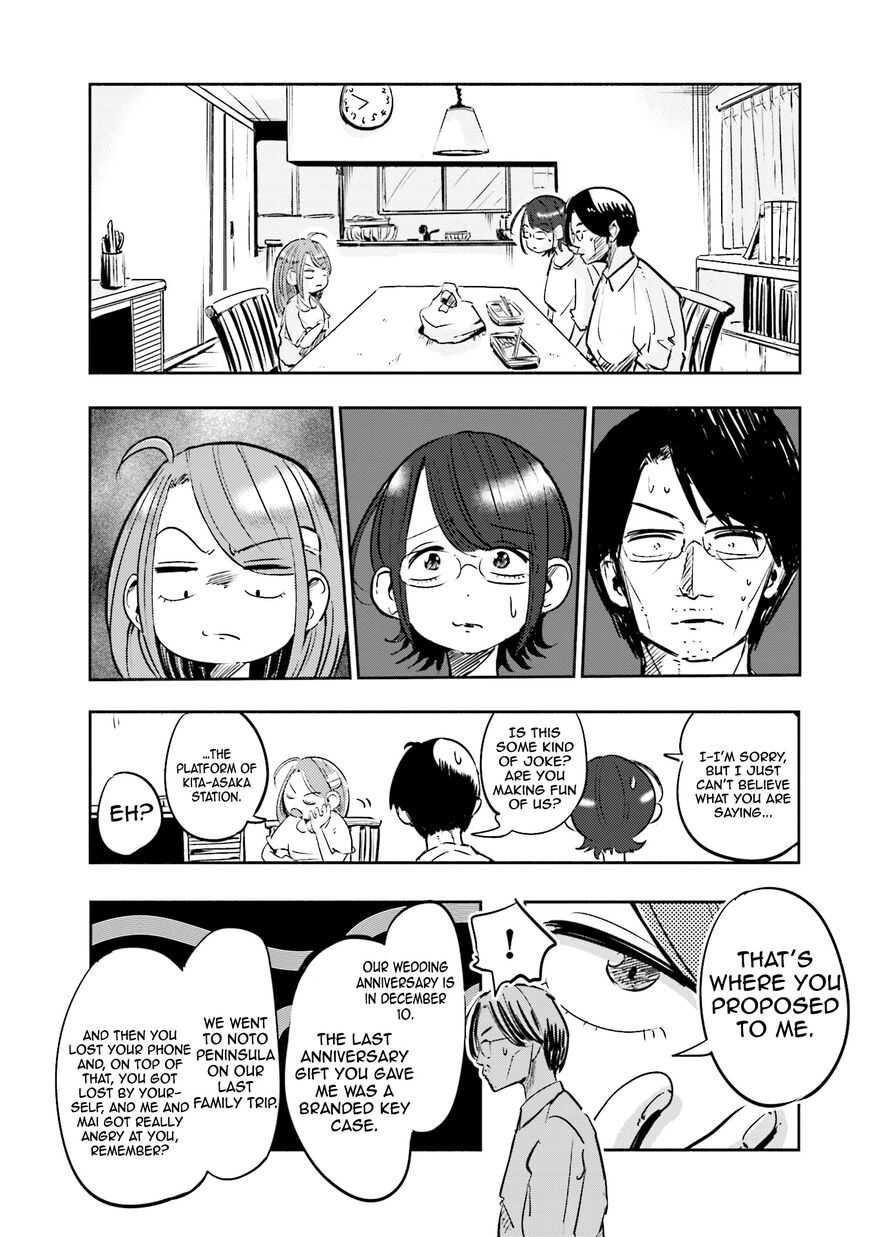 I-I'M SORRY,
BUT I JUST
CAN'T BELIEVE
WHAT YOU ARE
SAYING...
IS THIS
SOME KIND
OF JOKE?
ARE YOU
MAKING FUN
OF US?
...THE
PLATFORM OF
KITA-ASAKA
STATION.
EH?
THAT'S
WHERE YOU
PROPOSED
TO ME.
!
OUR WEDDING
ANNIVERSARY IS
IN DECEMBER
10.
THE LAST
ANNIVERSARY
GIFT YOU GAVE
ME WAS A
BRANDED KEY
CASE.
WE WENT
TO NOTO
PENINSULA
ON OUR
LAST
FAMILY TRIP.
AND THEN YOU
LOST YOUR PHONE
AND, ON TOP OF
THAT, YOU GOT
LOST BY YOUR-
SELF, AND ME AND
MAI GOT REALLY
ANGRY AT YOU,
REMEMBER?